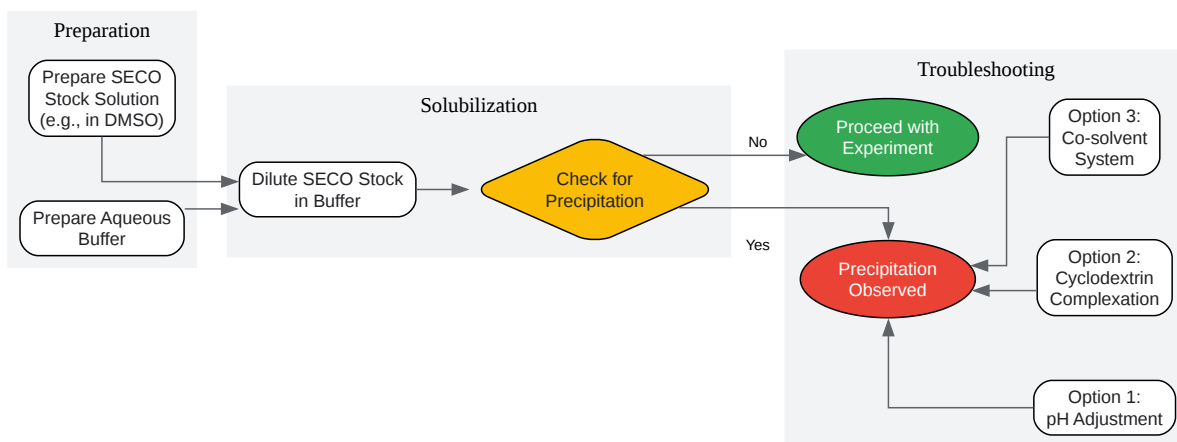 Preparation
Prepare SECO
Stock Solution
(e.g., in DMSO)
Prepare Aqueous
Buffer
Solubilization
Dilute SECO Stock
in Buffer
Check for
Precipitation
No
Yes
Troubleshooting
Proceed with
Experiment
Precipitation
Observed
Option 3:
Co-solvent
System
Option 2:
Cyclodextrin
Complexation
Option 1:
pH Adjustment